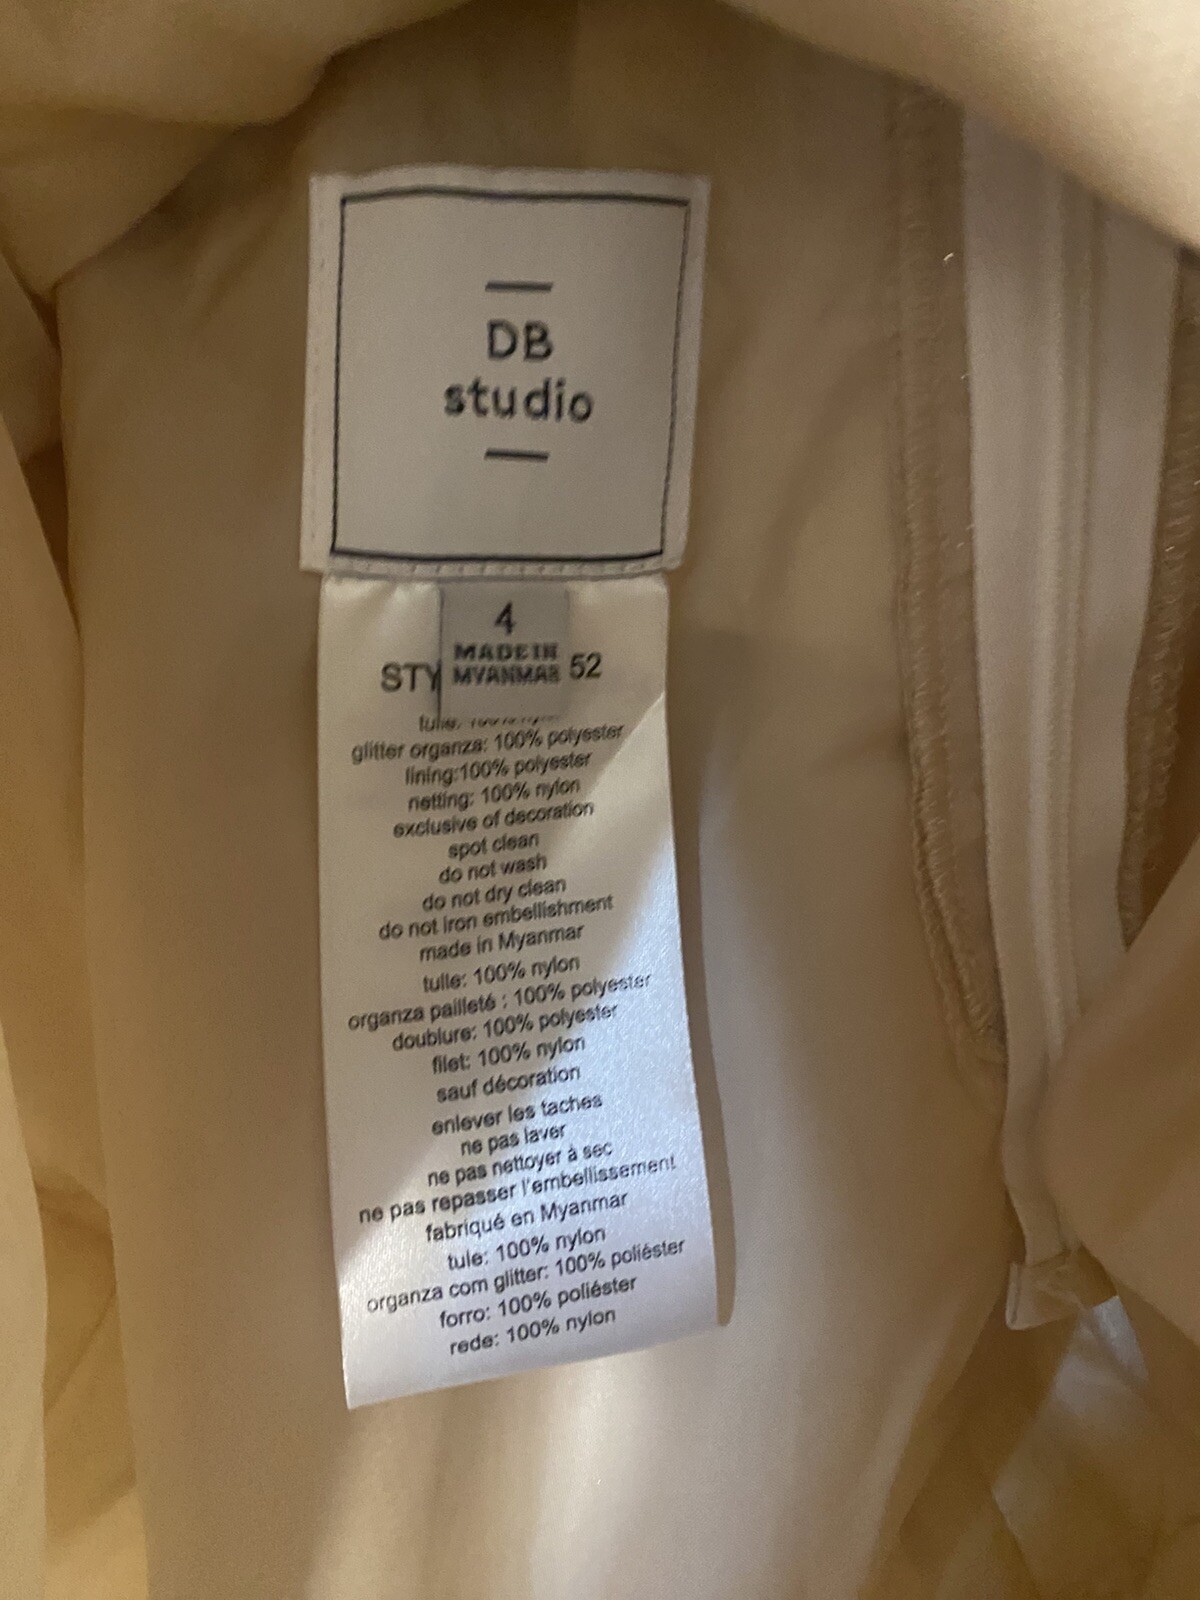 DB
studio
4
MADE IN
MYANMAR
STY 52
tulle:
glitter organza: 100% polyester
lining:100% polyester
netting: 100% nylon
exclusive of decoration
spot clean
do not wash
do not dry clean
do not iron embellishment
made in Myanmar
tulle: 100% nylon
organza pailleté : 100% polyester
doublure: 100% polyester
filet: 100% nylon
sauf décoration
enlever les taches
ne pas laver
ne pas nettoyer à sec
ne pas repasser l'embellissement
fabriqué en Myanmar
tule: 100% nylon
organza com glitter: 100% poliéster
forro: 100% poliéster
rede: 100% nylon